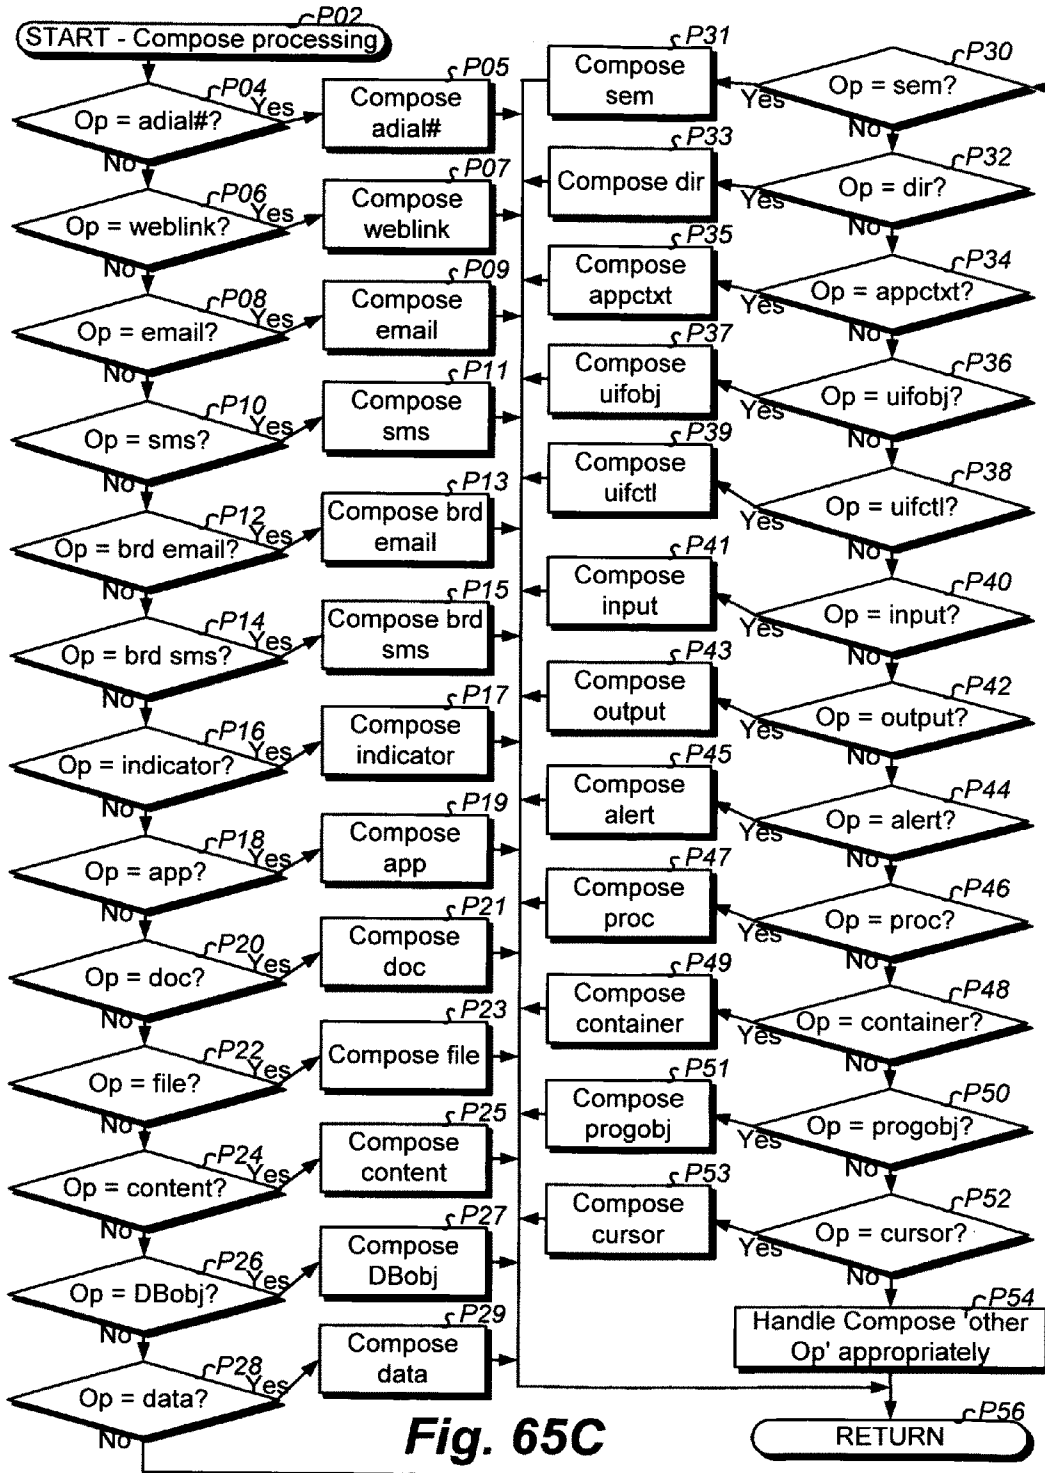 P02
START - Compose processing
P04
Op = adial#?
Yes
No
P05
Compose
adial#
P06
Op = weblink?
Yes
No
P07
Compose
weblink
P08
Op = email?
Yes
No
P09
Compose
email
P10
Op = sms?
Yes
No
P11
Compose
sms
P12
Op = brd email?
Yes
No
P13
Compose brd
email
P14
Op = brd sms?
Yes
No
P15
Compose brd
sms
P16
Op = indicator?
Yes
No
P17
Compose
indicator
P18
Op = app?
Yes
No
P19
Compose
app
P20
Op = doc?
Yes
No
P21
Compose
doc
P22
Op = file?
Yes
No
P23
Compose file
P24
Op = content?
Yes
No
P25
Compose
content
P26
Op = DBobj?
Yes
No
P27
Compose
DBobj
P28
Op = data?
Yes
No
P29
Compose
data
P30
Op = sem?
Yes
No
P31
Compose
sem
P32
Op = dir?
Yes
No
P33
Compose dir
P34
Op = appctxt?
Yes
No
P35
Compose
appctxt
P36
Op = uifobj?
Yes
No
P37
Compose
uifobj
P38
Op = uifctl?
Yes
No
P39
Compose
uifctl
P40
Op = input?
Yes
No
P41
Compose
input
P42
Op = output?
Yes
No
P43
Compose
output
P44
Op = alert?
Yes
No
P45
Compose
alert
P46
Op = proc?
Yes
No
P47
Compose
proc
P48
Op = container?
Yes
No
P49
Compose
container
P50
Op = progobj?
Yes
No
P51
Compose
progobj
P52
Op = cursor?
Yes
No
P53
Compose
cursor
P54
Handle Compose 'other
Op' appropriately
P56
RETURN
Fig. 65C